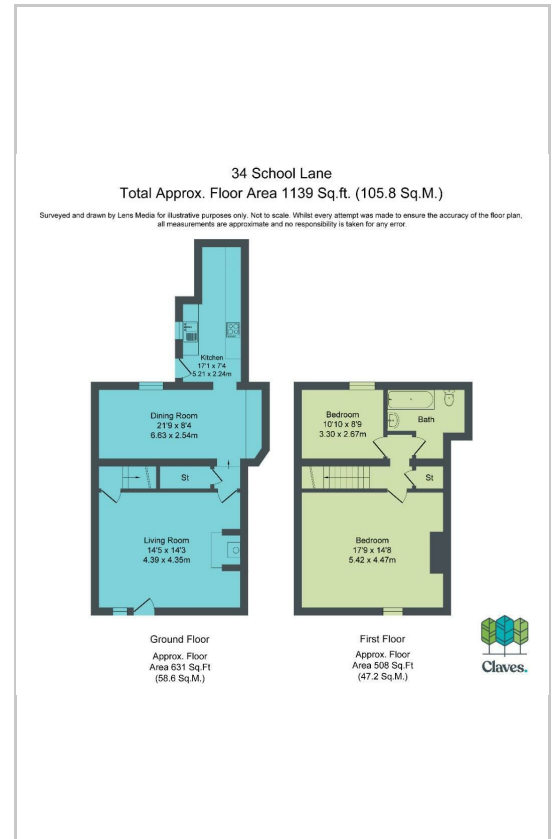 34 School Lane
Total Approx. Floor Area 1139 Sq.ft. (105.8 Sq.M.)
Surveyed and drawn by Lens Media for illustrative purposes only. Not to scale. Whilst every attempt was made to ensure the accuracy of the floor plan,
all measurements are approximate and no responsibility is taken for any error.
Kitchen
17'1 x 7'4
5.21 x 2.24m
Dining Room
21'9 x 8'4
6.63 x 2.54m
St
Living Room
14'5 x 14'3
4.39 x 4.35m
Ground Floor
Approx. Floor
Area 631 Sq.Ft
(58.6 Sq.M.)
Bedroom
10'10 x 8'9
3.30 x 2.67m
Bath
St
Bedroom
17'9 x 14'8
5.42 x 4.47m
First Floor
Approx. Floor
Area 508 Sq.Ft
(47.2 Sq.M.)
Claves.